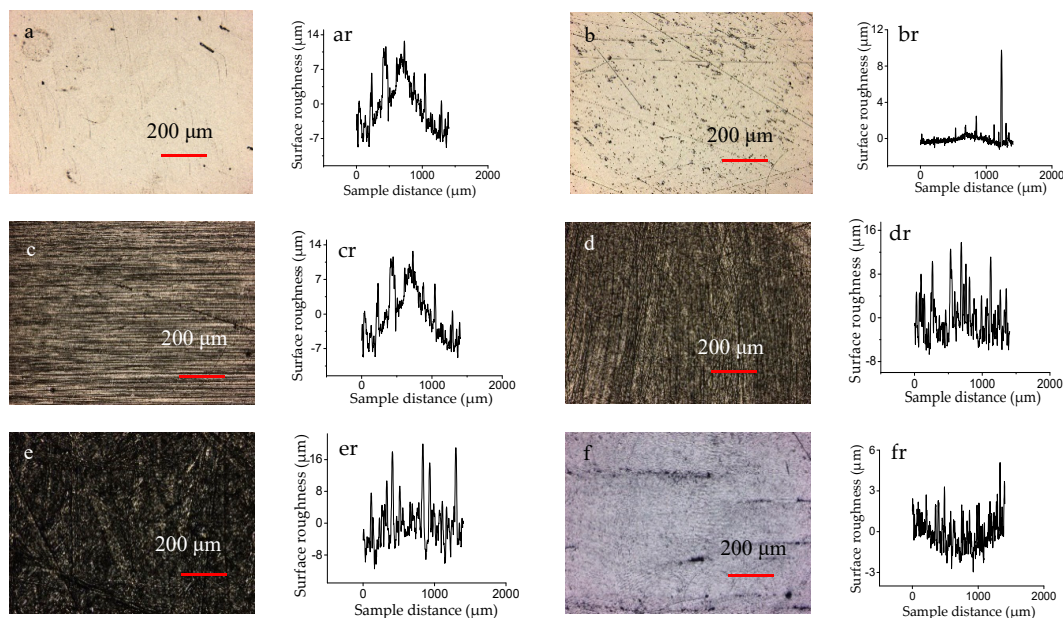 a
200 μm
ar
Surface roughness (μm)
14
7
0
-7
0
1000
2000
Sample distance (μm)
b
200 μm
br
Surface roughness (μm)
12
8
4
0
0
1000
2000
Sample distance (μm)
c
200 μm
cr
Surface roughness (μm)
14
7
0
-7
0
1000
2000
Sample distance (μm)
d
200 μm
dr
Surface roughness (μm)
16
8
0
-8
0
1000
2000
Sample distance (μm)
e
200 μm
er
Surface roughness (μm)
16
8
0
-8
0
1000
2000
Sample distance (μm)
f
200 μm
fr
Surface roughness (μm)
6
3
0
-3
0
1000
2000
Sample distance (μm)